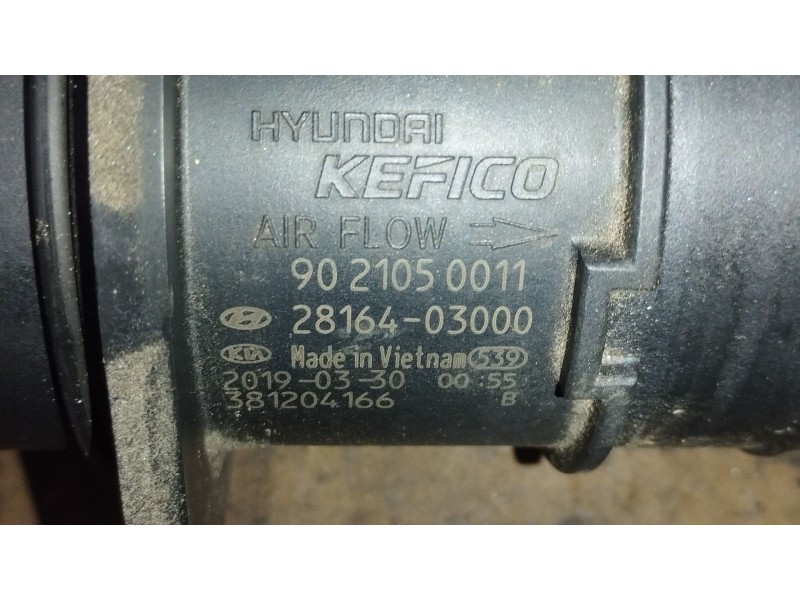 HYUNDAI
KEFICO
AIR FLOW
90 2105 0011
28164-03000
KIA Made in Vietnam 539
2019-03-30 00:55
381204166 B